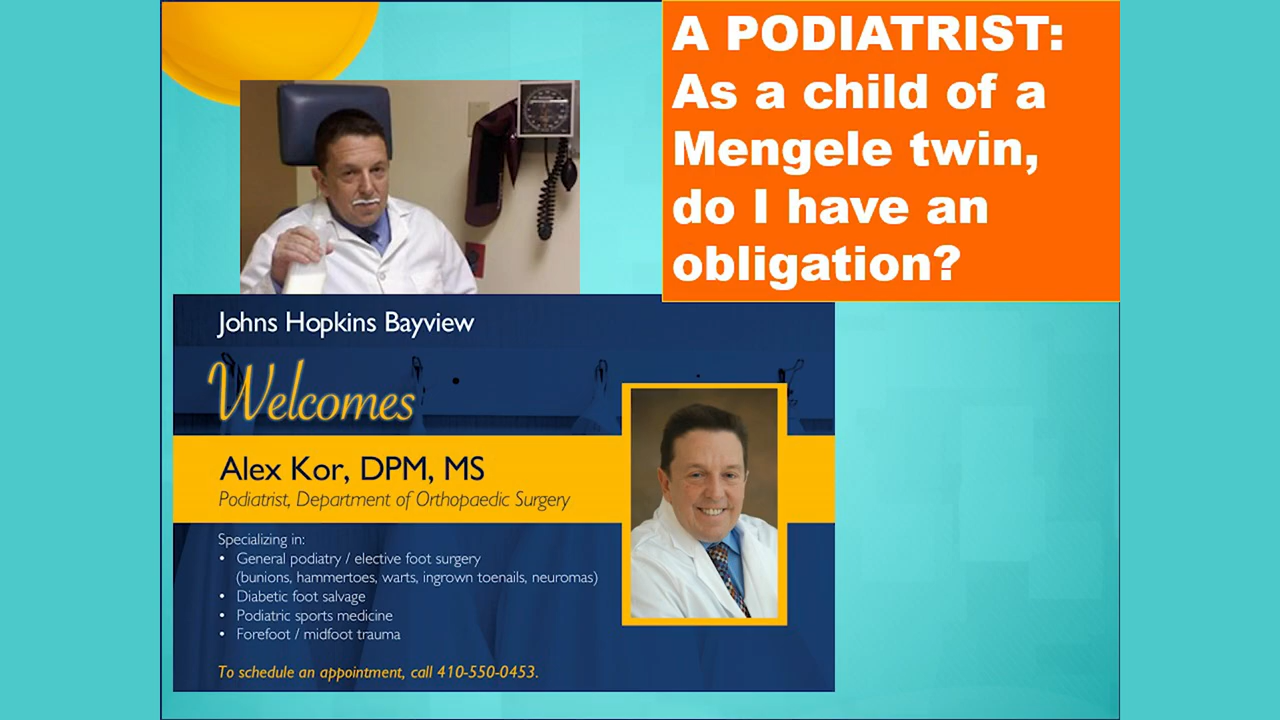 A PODIATRIST:
As a child of a
Mengele twin,
do I have an
obligation?
Johns Hopkins Bayview
Welcomes
Alex Kor, DPM, MS
Podiatrist, Department of Orthopaedic Surgery
Specializing in:
• General podiatry / elective foot surgery
(bunions, hammertoes, warts, ingrown toenails, neuromas)
• Diabetic foot salvage
• Podiatric sports medicine
• Forefoot / midfoot trauma
To schedule an appointment, call 410-550-0453.